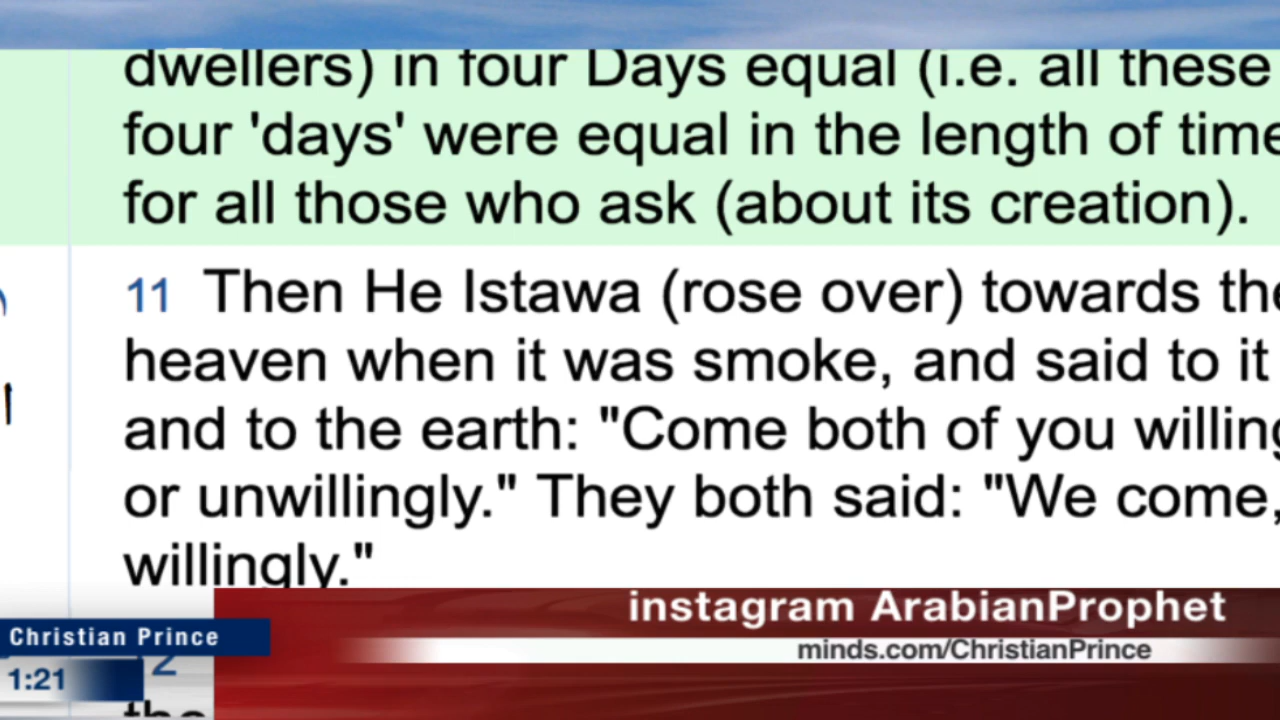 dwellers) in four Days equal (i.e. all these
four 'days' were equal in the length of time
for all those who ask (about its creation).
11 Then He Istawa (rose over) towards the
heaven when it was smoke, and said to it
and to the earth: "Come both of you willing
or unwillingly." They both said: "We come,
willingly."
instagram ArabianProphet
Christian Prince
minds.com/ChristianPrince
1:21
2
the